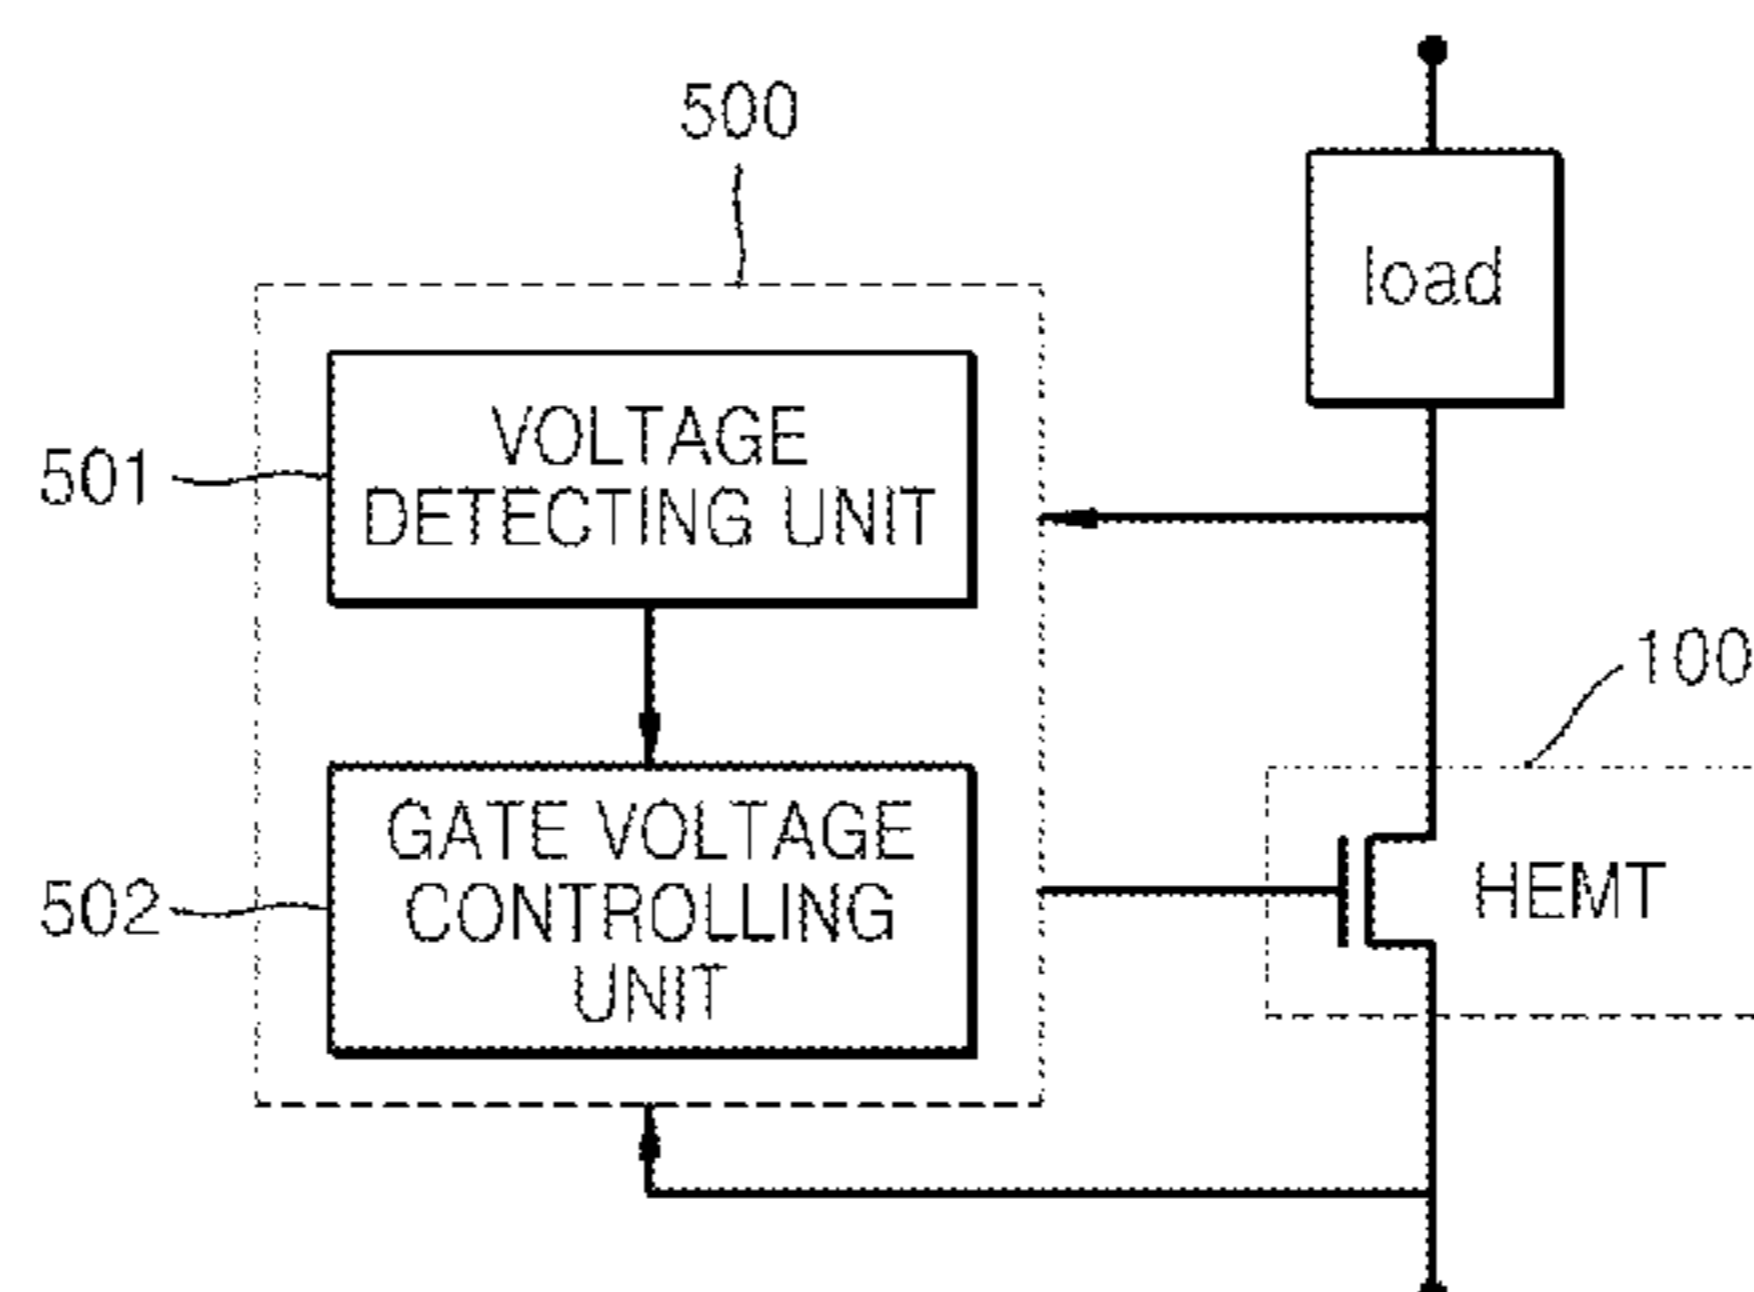 500
load
VOLTAGE
DETECTING UNIT
501
100
GATE VOLTAGE
CONTROLLING
UNIT
502
HEMT